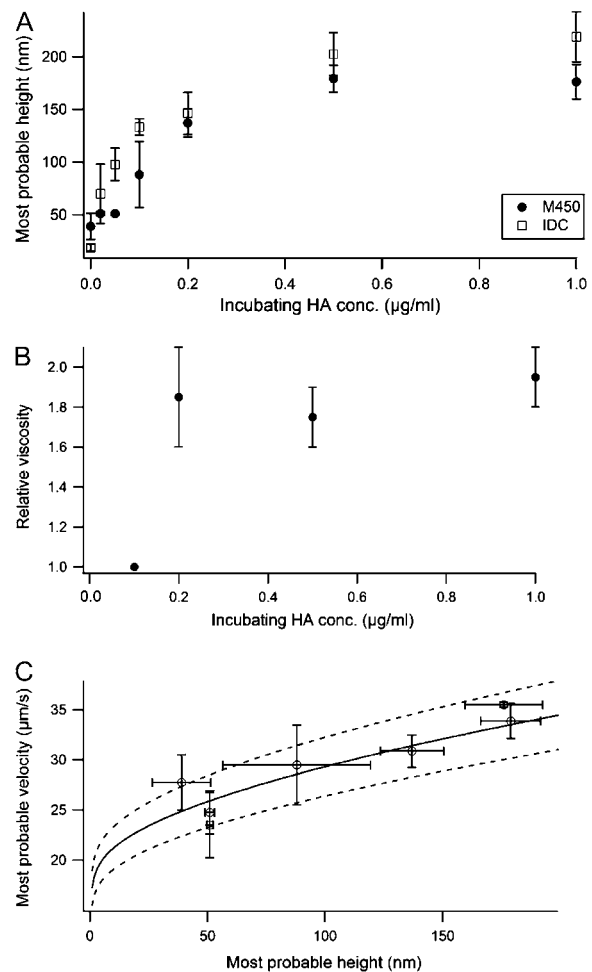 A
Most probable height (nm)
200
150
100
50
M450
IDC
0.0 0.2 0.4 0.6 0.8 1.0
Incubating HA conc. (μg/ml)
B
Relative viscosity
2.0
1.8
1.6
1.4
1.2
1.0
0.0 0.2 0.4 0.6 0.8 1.0
Incubating HA conc. (μg/ml)
C
Most probable velocity (μm/s)
35
30
25
20
0 50 100 150
Most probable height (nm)